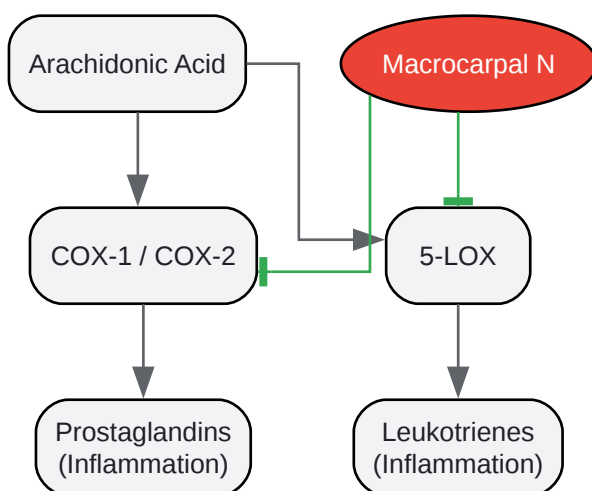 Arachidonic Acid
Macrocarpal N
COX-1 / COX-2
5-LOX
Prostaglandins
(Inflammation)
Leukotrienes
(Inflammation)